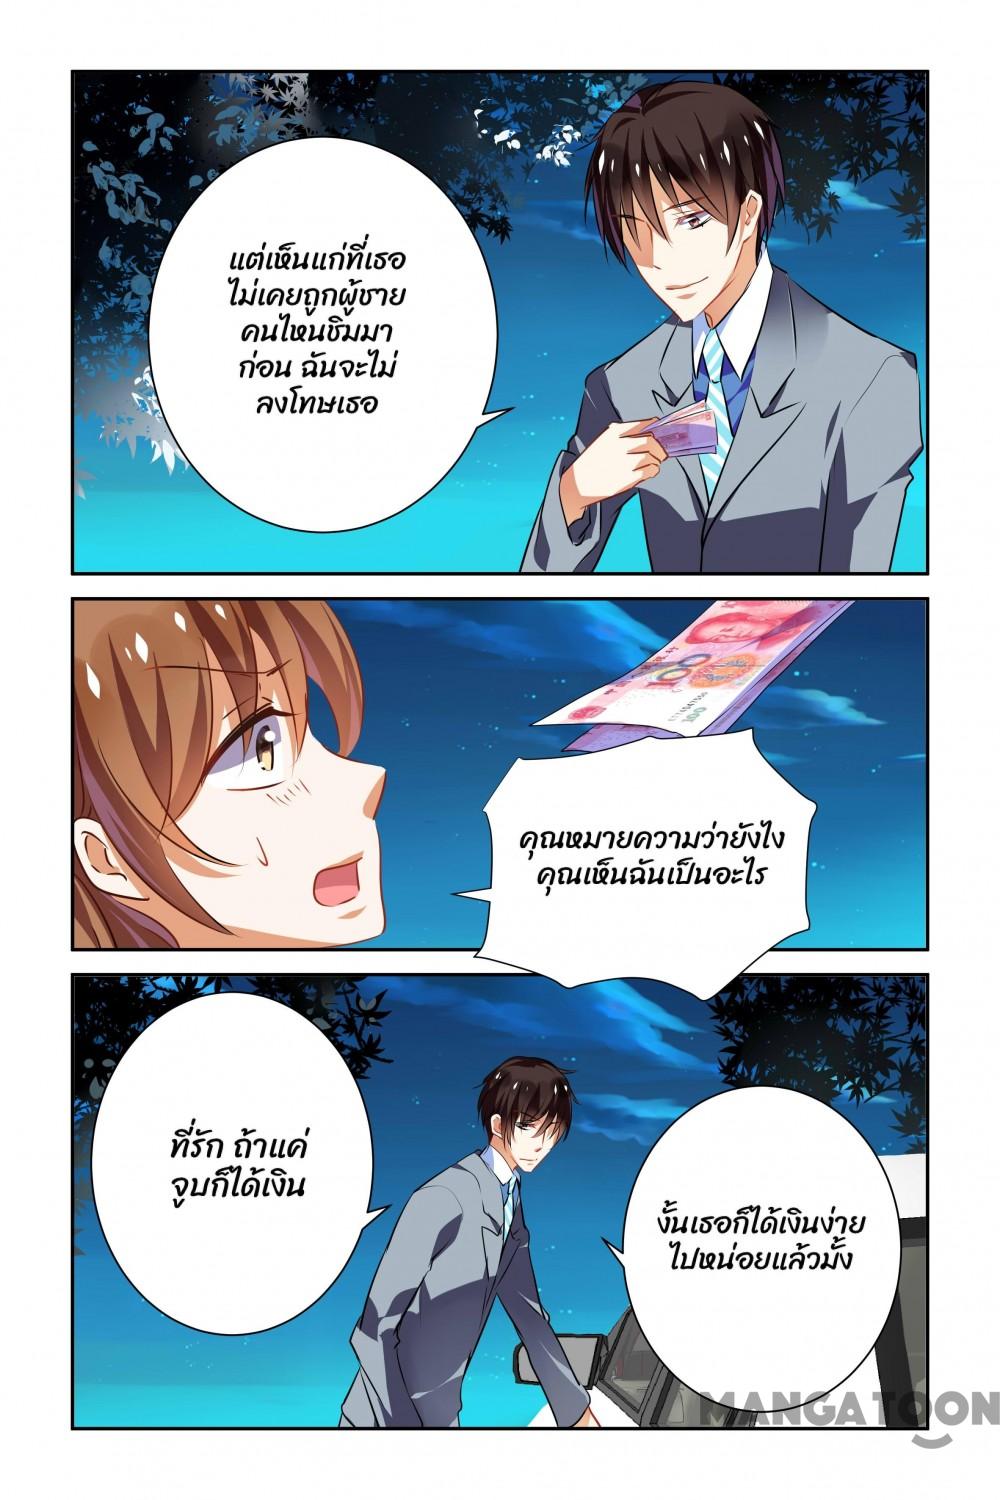 แต่เห็นแก่ที่เธอ
ไม่เคยถูกผู้ชาย
คนไหนชิมมา
ก่อน ฉันจะไม่
ลงโทษเธอ
100
100
คุณหมายความว่ายังไง
คุณเห็นฉันเป็นอะไร
ที่รัก ถ้าแค่
จูบก็ได้เงิน
งั้นเธอก็ได้เงินง่าย
ไปหน่อยแล้วมั้ง
MANGATOON